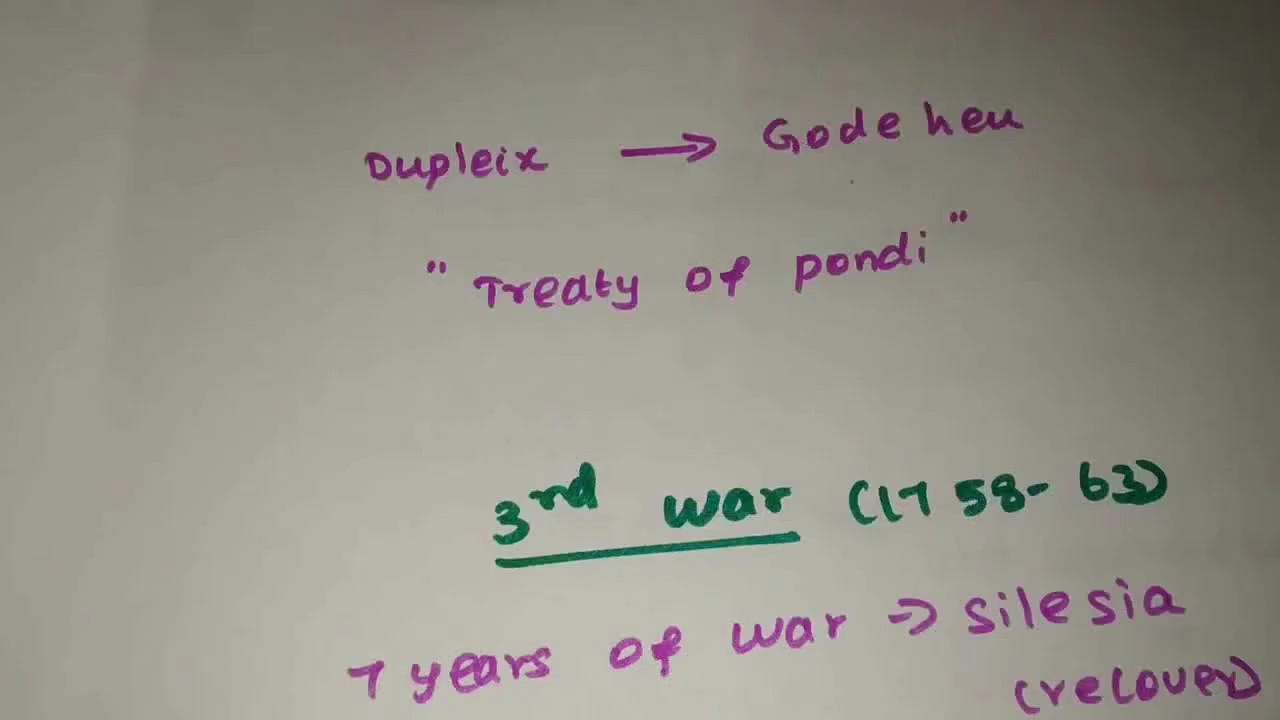 Dupleix → Godeheu
"Treaty of pondi"
3rd war (1758-63)
7 years of war ⇒ silesia
(recover)